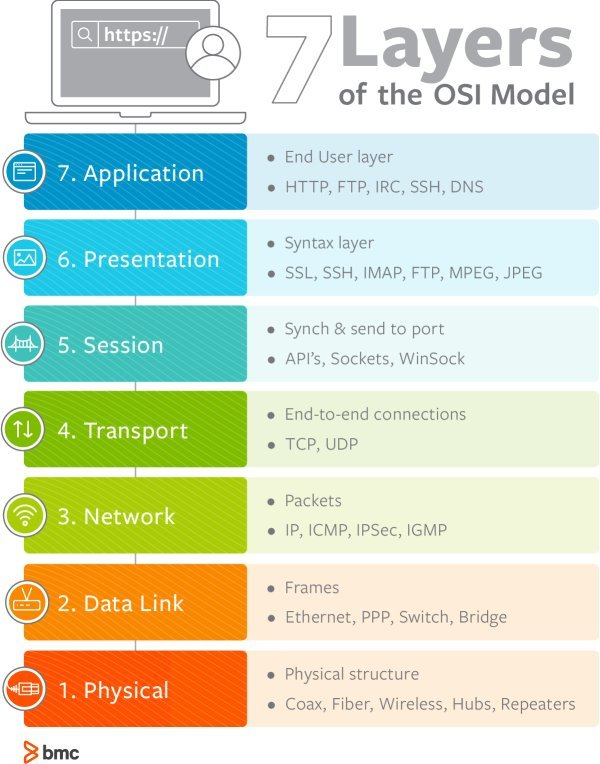 https://
7 Layers
of the OSI Model
7. Application
• End User layer
• HTTP, FTP, IRC, SSH, DNS
6. Presentation
• Syntax layer
• SSL, SSH, IMAP, FTP, MPEG, JPEG
5. Session
• Synch & send to port
• API's, Sockets, WinSock
4. Transport
• End-to-end connections
• TCP, UDP
3. Network
• Packets
• IP, ICMP, IPSec, IGMP
2. Data Link
• Frames
• Ethernet, PPP, Switch, Bridge
1. Physical
• Physical structure
• Coax, Fiber, Wireless, Hubs, Repeaters
bmc